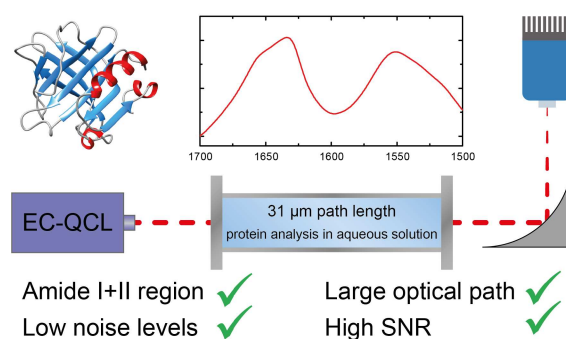 1700 1650 1600 1550 1500
EC-QCL
31 µm path length
protein analysis in aqueous solution
Amide I+II region
Large optical path
Low noise levels
High SNR